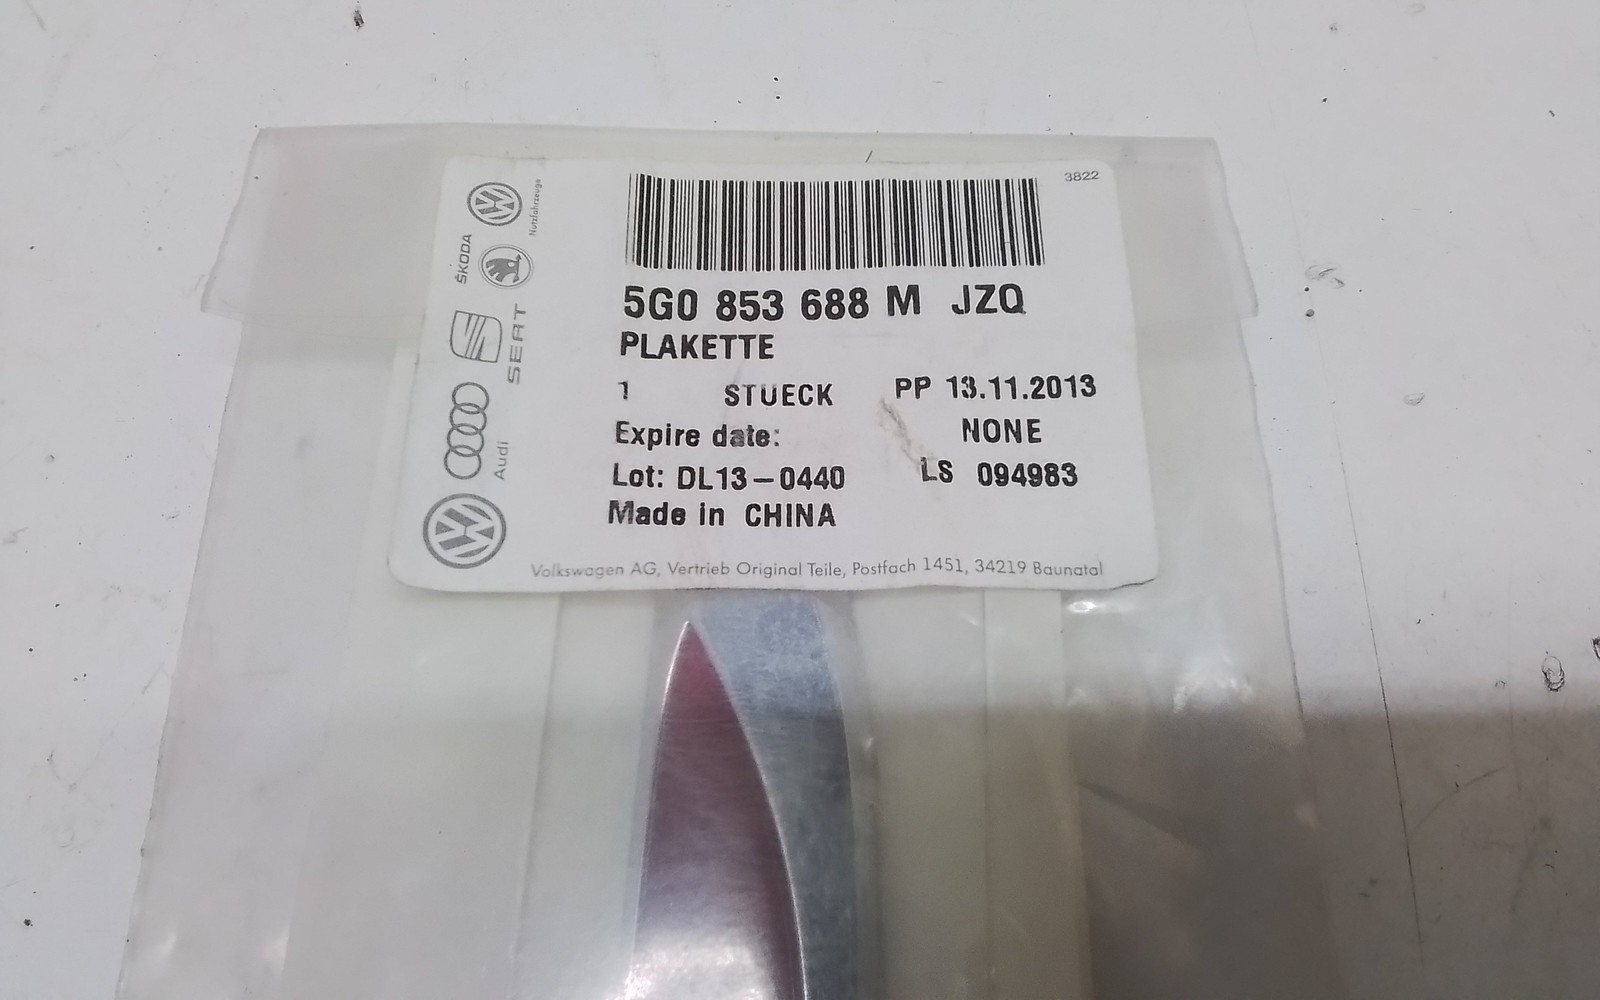 3822
5G0 853 688 M JZQ
PLAKETTE
1 STUECK PP 13.11.2013
Expire date: NONE
Lot: DL13-0440 LS 094983
Made in CHINA
Volkswagen AG, Vertrieb Original Teile, Postfach 1451, 34219 Baunatal
Nutzfahrzeuge
ŠKODA
SEAT
Audi